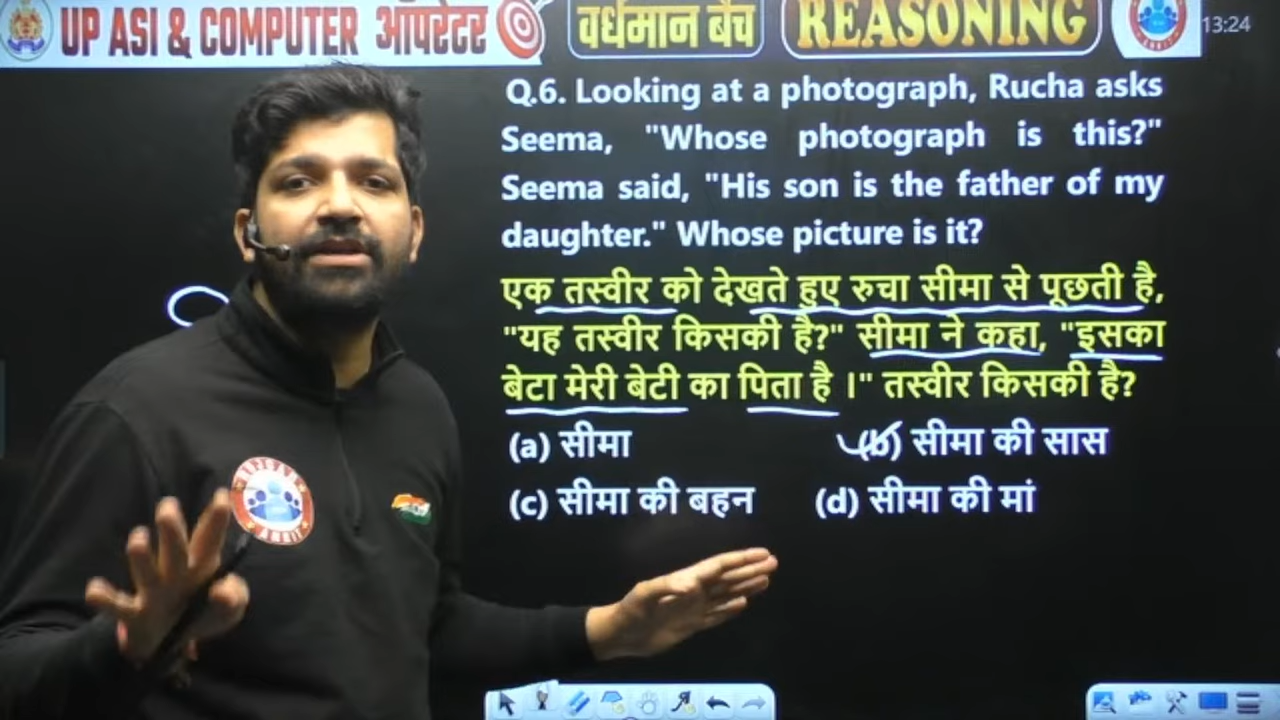 UP ASI & COMPUTER ऑपरेटर
वर्धमान बैच
REASONING
13:24
Q.6. Looking at a photograph, Rucha asks
Seema, "Whose photograph is this?"
Seema said, "His son is the father of my
daughter." Whose picture is it?
एक तस्वीर को देखते हुए रुचा सीमा से पूछती है,
"यह तस्वीर किसकी है?" सीमा ने कहा, "इसका
बेटा मेरी बेटी का पिता है ।" तस्वीर किसकी है?
(a) सीमा
(b) सीमा की सास
(c) सीमा की बहन
(d) सीमा की मां